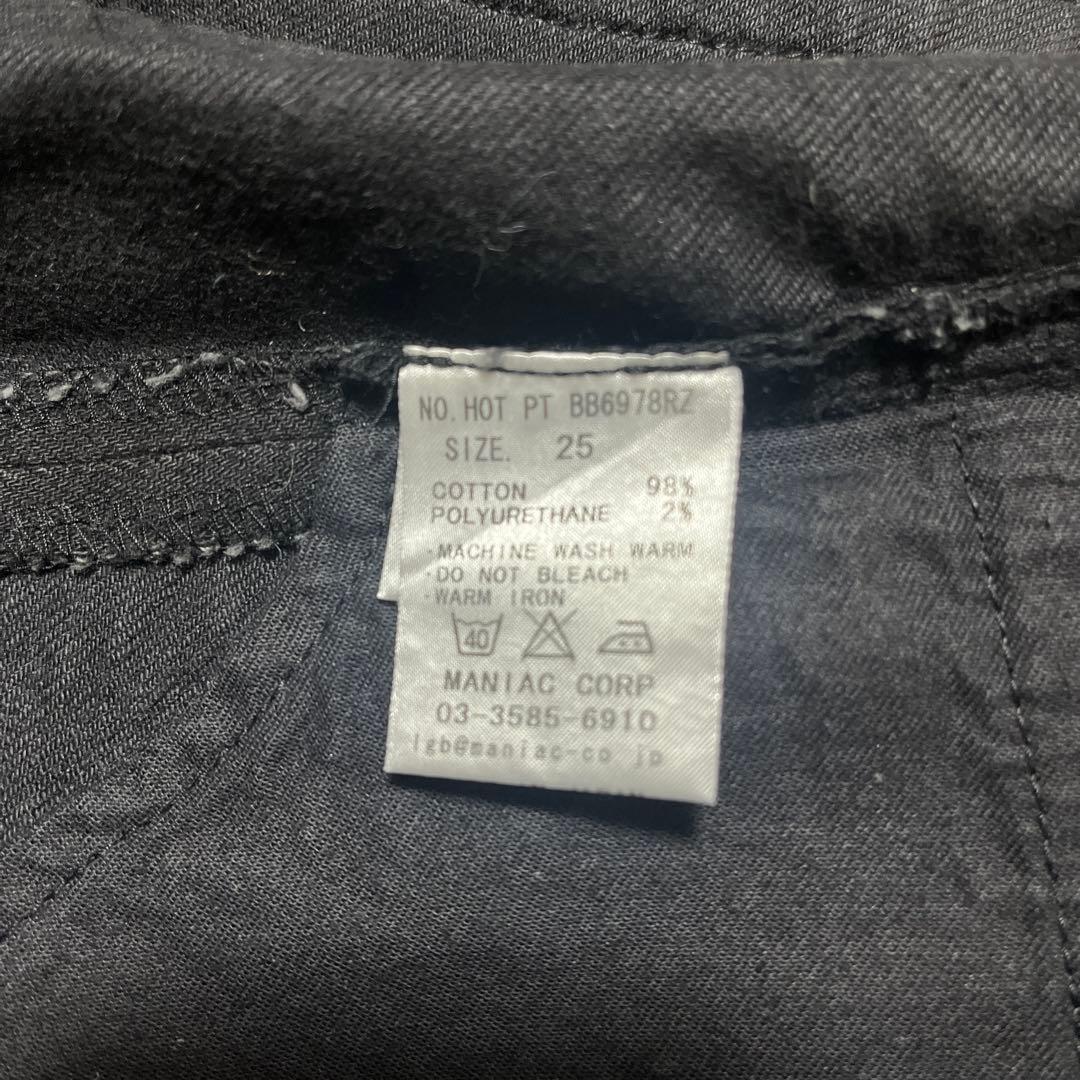 NO. HOT PT BB6978RZ
SIZE. 25
COTTON 98%
POLYURETHANE 2%
·MACHINE WASH WARM
·DO NOT BLEACH
·WARM IRON
40
MANIAC CORP
03-3585-6910
lgb@maniac-co jp